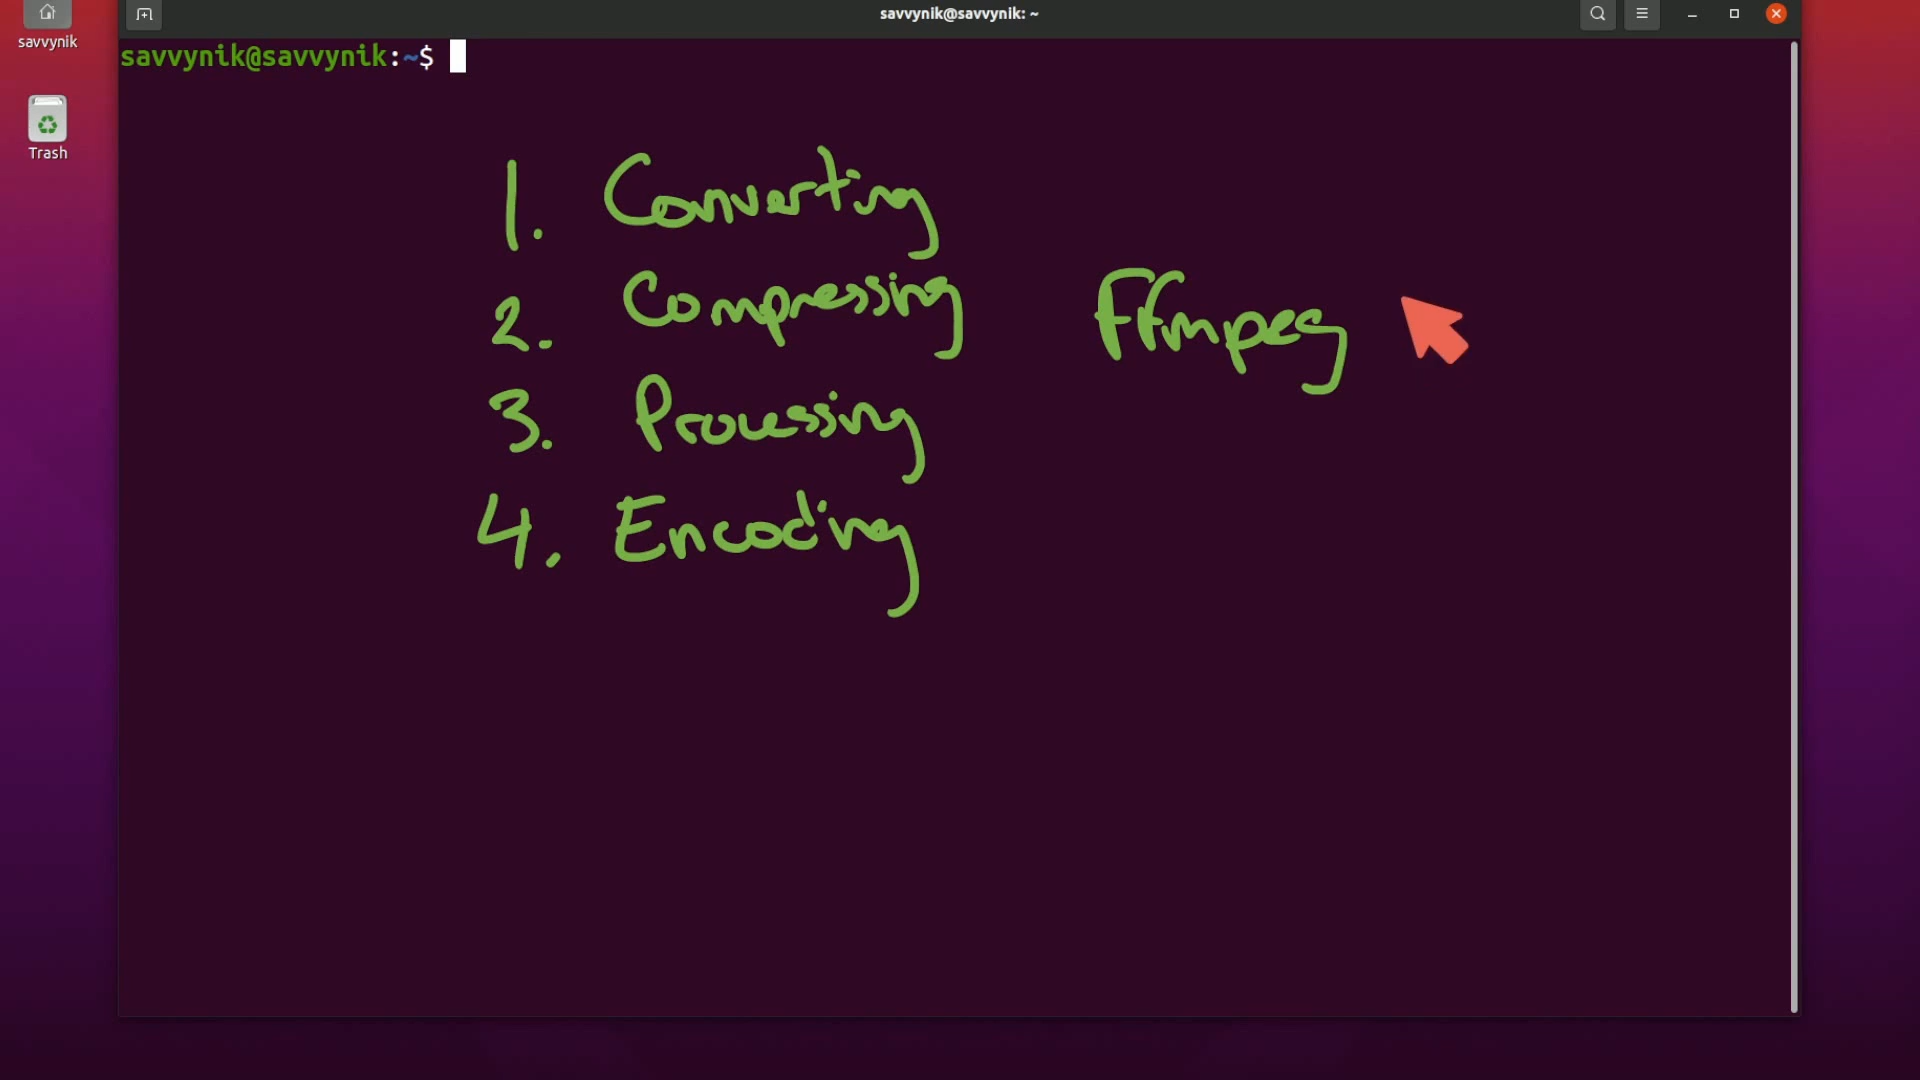 savvynik@savvynik: ~
savvynik
Trash
savvynik@savvynik:~$
1. Converting
2. Compressing
Ffmpeg
3. Processing
4. Encoding